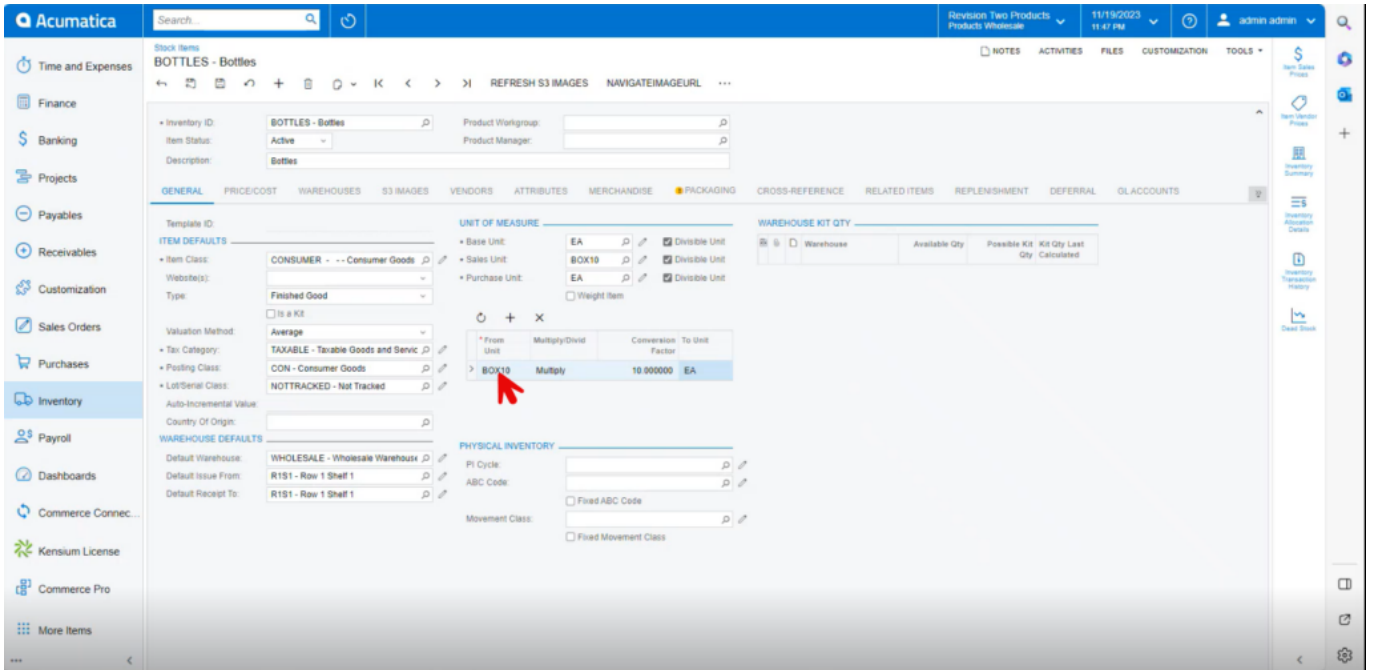 Acumatica
Search...
Revision Two Products
Products Wholesale
11/19/2023
11:47 PM
admin admin
Time and Expenses
Finance
Banking
Projects
Payables
Receivables
Customization
Sales Orders
Purchases
Inventory
Payroll
Dashboards
Commerce Connec...
Kensium License
Commerce Pro
More Items
Stock Items
BOTTLES - Bottles
NOTES ACTIVITIES FILES CUSTOMIZATION TOOLS
REFRESH S3 IMAGES NAVIGATEIMAGEURL
Inventory ID: BOTTLES - Bottles
Item Status: Active
Description: Bottles
Product Workgroup:
Product Manager:
GENERAL PRICE/COST WAREHOUSES S3 IMAGES VENDORS ATTRIBUTES MERCHANDISE PACKAGING CROSS-REFERENCE RELATED ITEMS REPLENISHMENT DEFERRAL GL ACCOUNTS
Template ID:
ITEM DEFAULTS
Item Class: CONSUMER - - - Consumer Goods
Website(s):
Type: Finished Good
Is a Kit
Valuation Method: Average
Tax Category: TAXABLE - Taxable Goods and Servic
Posting Class: CON - Consumer Goods
Lot/Serial Class: NOTTRACKED - Not Tracked
Auto-Incremental Value:
Country Of Origin:
WAREHOUSE DEFAULTS
Default Warehouse: WHOLESALE - Wholesale Warehouse
Default Issue From: R1S1 - Row 1 Shelf 1
Default Receipt To: R1S1 - Row 1 Shelf 1
UNIT OF MEASURE
Base Unit: EA Divisible Unit
Sales Unit: BOX10 Divisible Unit
Purchase Unit: EA Divisible Unit
Weight Item
From Unit Multiply/Divid Conversion Factor To Unit
BOX10 Multiply 10.000000 EA
PHYSICAL INVENTORY
PI Cycle:
ABC Code:
Fixed ABC Code
Movement Class:
Fixed Movement Class
WAREHOUSE KIT QTY
Warehouse Available Qty Possible Kit Qty Kit Qty Last Calculated
Item Sales Prices
Item Vendor Prices
Inventory Summary
Inventory Allocation Details
Inventory Transaction History
Dead Stock